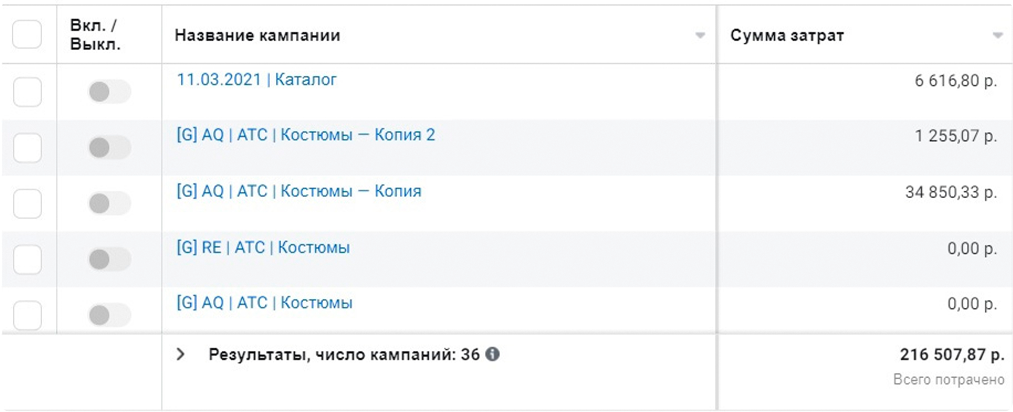 Вкл. /
Выкл.
Название кампании
Сумма затрат
11.03.2021 | Каталог
6 616,80 р.
[G] AQ | ATC | Костюмы — Копия 2
1 255,07 р.
[G] AQ | ATC | Костюмы — Копия
34 850,33 р.
[G] RE | ATC | Костюмы
0,00 р.
[G] AQ | ATC | Костюмы
0,00 р.
Результаты, число кампаний: 36
216 507,87 р.
Всего потрачено